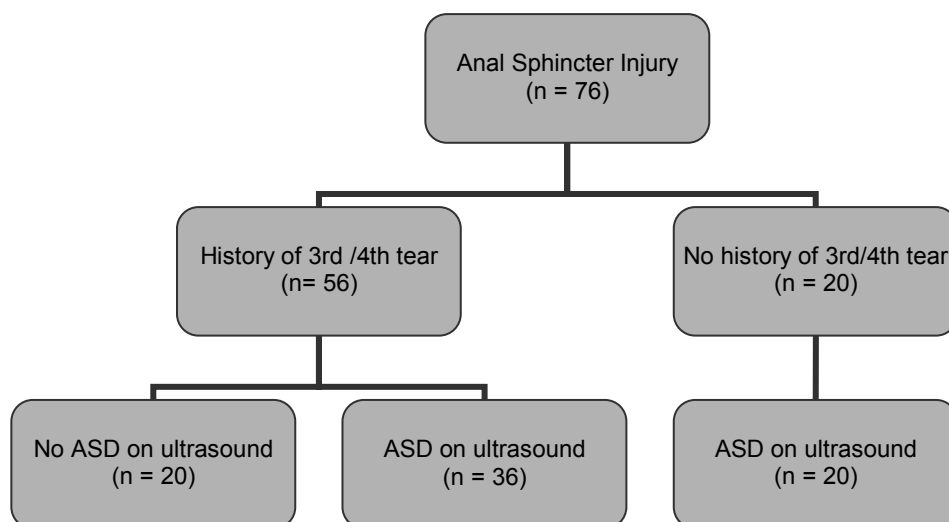 Anal Sphincter Injury
(n = 76)
History of 3rd /4th tear
(n= 56)
No history of 3rd/4th tear
(n = 20)
No ASD on ultrasound
(n = 20)
ASD on ultrasound
(n = 36)
ASD on ultrasound
(n = 20)